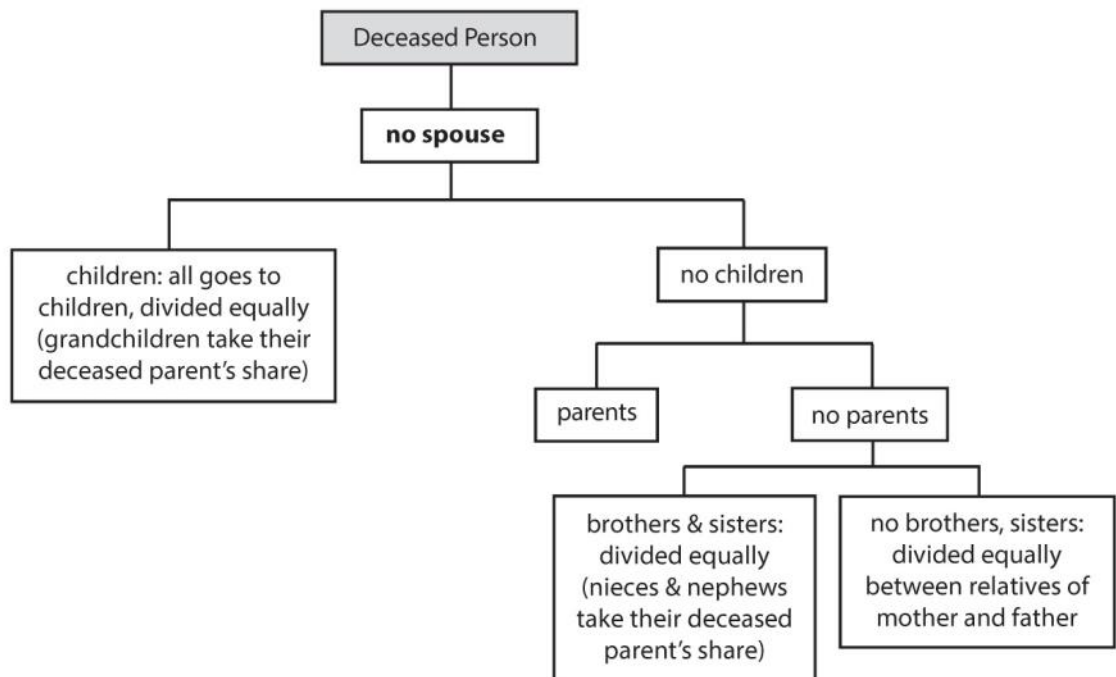 Deceased Person
no spouse
children: all goes to
children, divided equally
(grandchildren take their
deceased parent’s share)
no children
parents
no parents
brothers & sisters:
divided equally
(nieces & nephews
take their deceased
parent’s share)
no brothers, sisters:
divided equally
between relatives of
mother and father